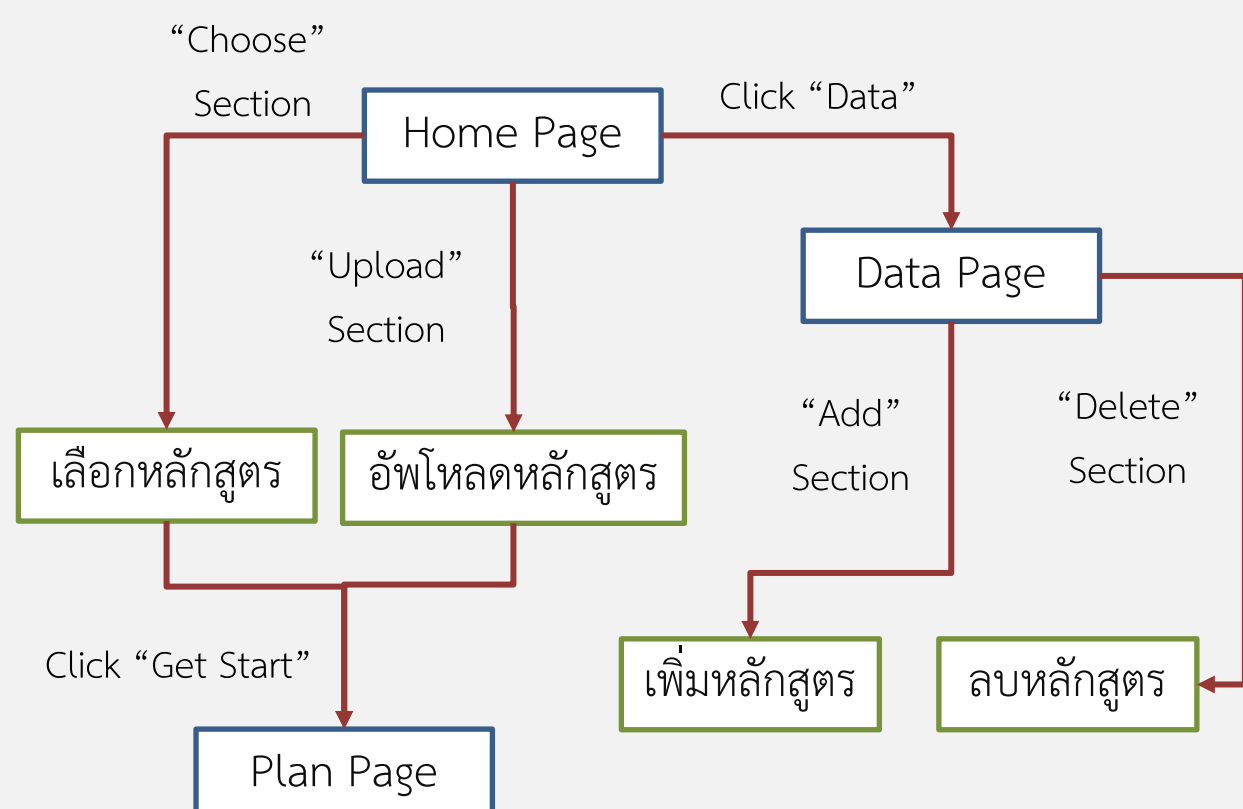 “Choose”
Section
Home Page
Click “Data”
“Upload”
Section
Data Page
“Add”
Section
“Delete”
Section
เลือกหลักสูตร
อัพโหลดหลักสูตร
Click “Get Start”
เพิ่มหลักสูตร
ลบหลักสูตร
Plan Page